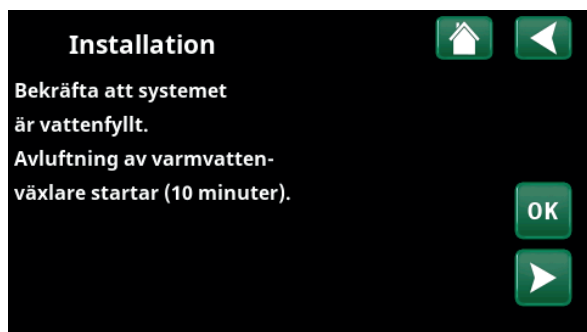 Installation
Bekräfta att systemet
är vattenfyllt.
Avluftning av varmvatten-
växlare startar (10 minuter).
OK